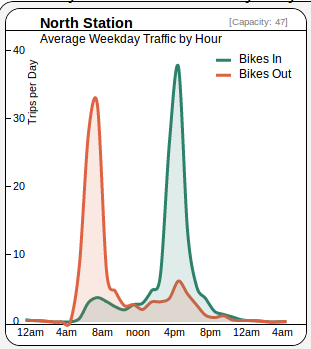 North Station
[Capacity: 47]
Average Weekday Traffic by Hour
Bikes In
Bikes Out
Trips per Day
40
30
20
10
0
12am 4am 8am noon 4pm 8pm 12am 4am